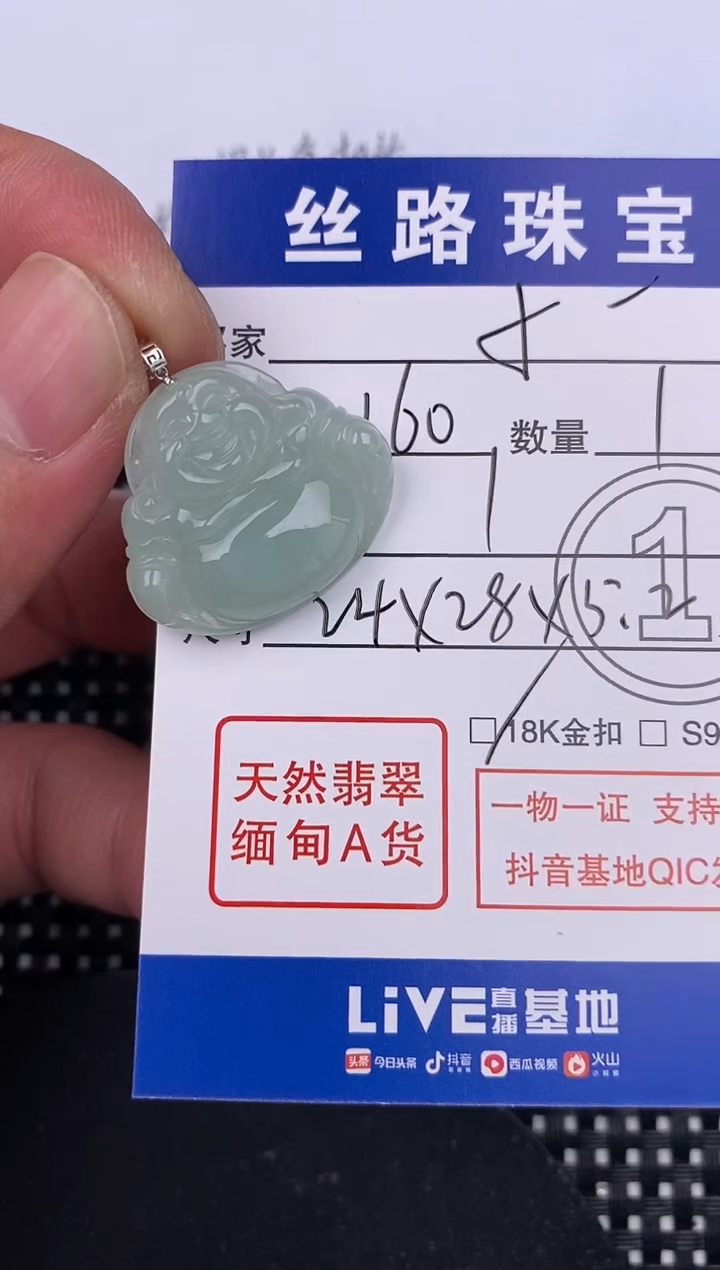 丝路珠宝
家
160 数量 1
1
24X28X5.2
18K金扣 S9
天然翡翠
缅甸A货
一物一证 支持
抖音基地QIC
LiVE直播基地
头条 今日头条 抖音 西瓜视频 火山